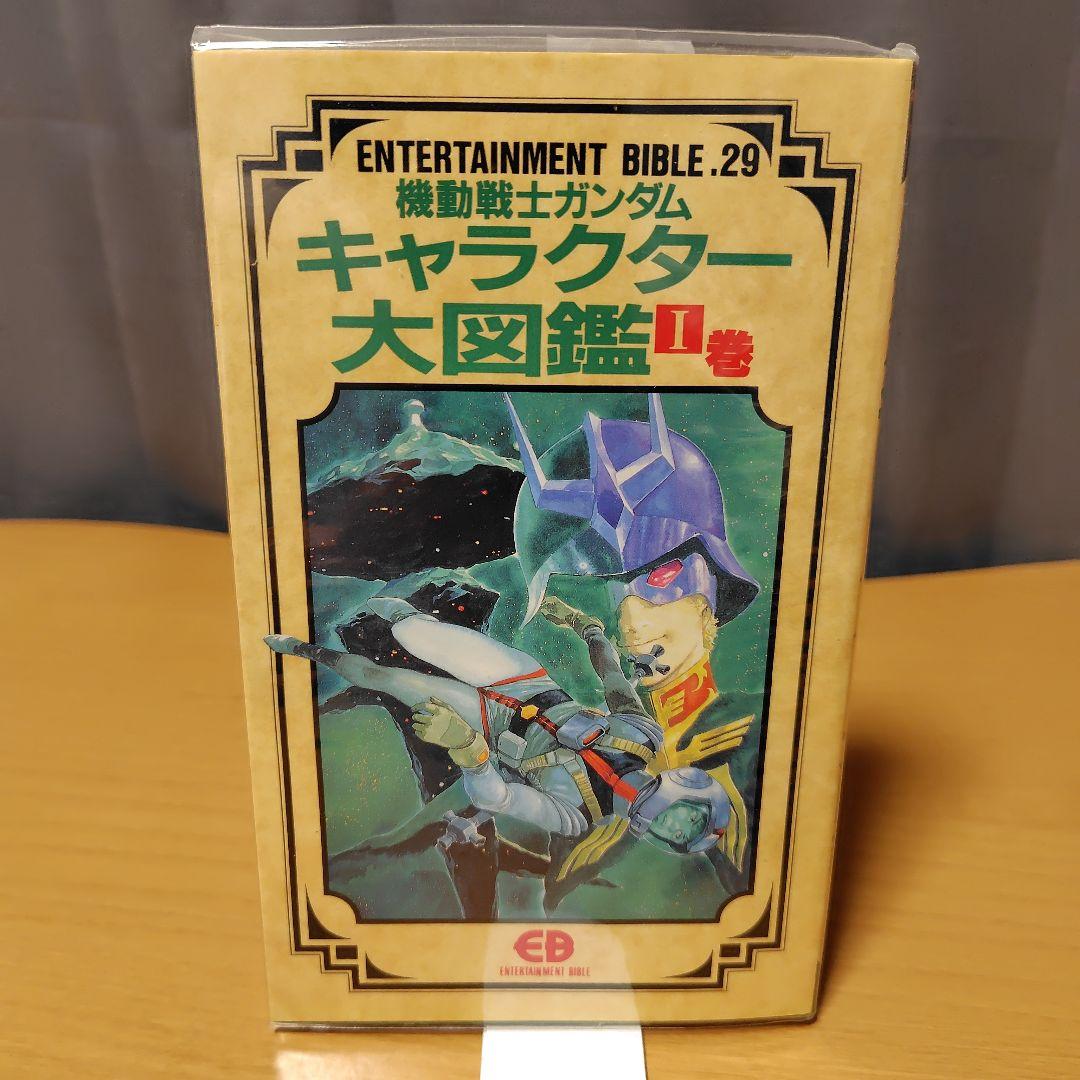 ENTERTAINMENT BIBLE.29
機動戦士ガンダム
キャラクター
大図鑑 I 巻
EB
ENTERTAINMENT BIBLE